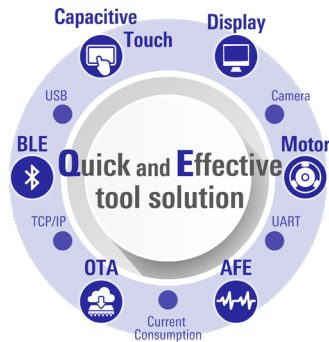 Capacitive
Touch
Display
USB
Camera
BLE
Motor
Quick and Effective
tool solution
TCP/IP
UART
OTA
AFE
Current
Consumption